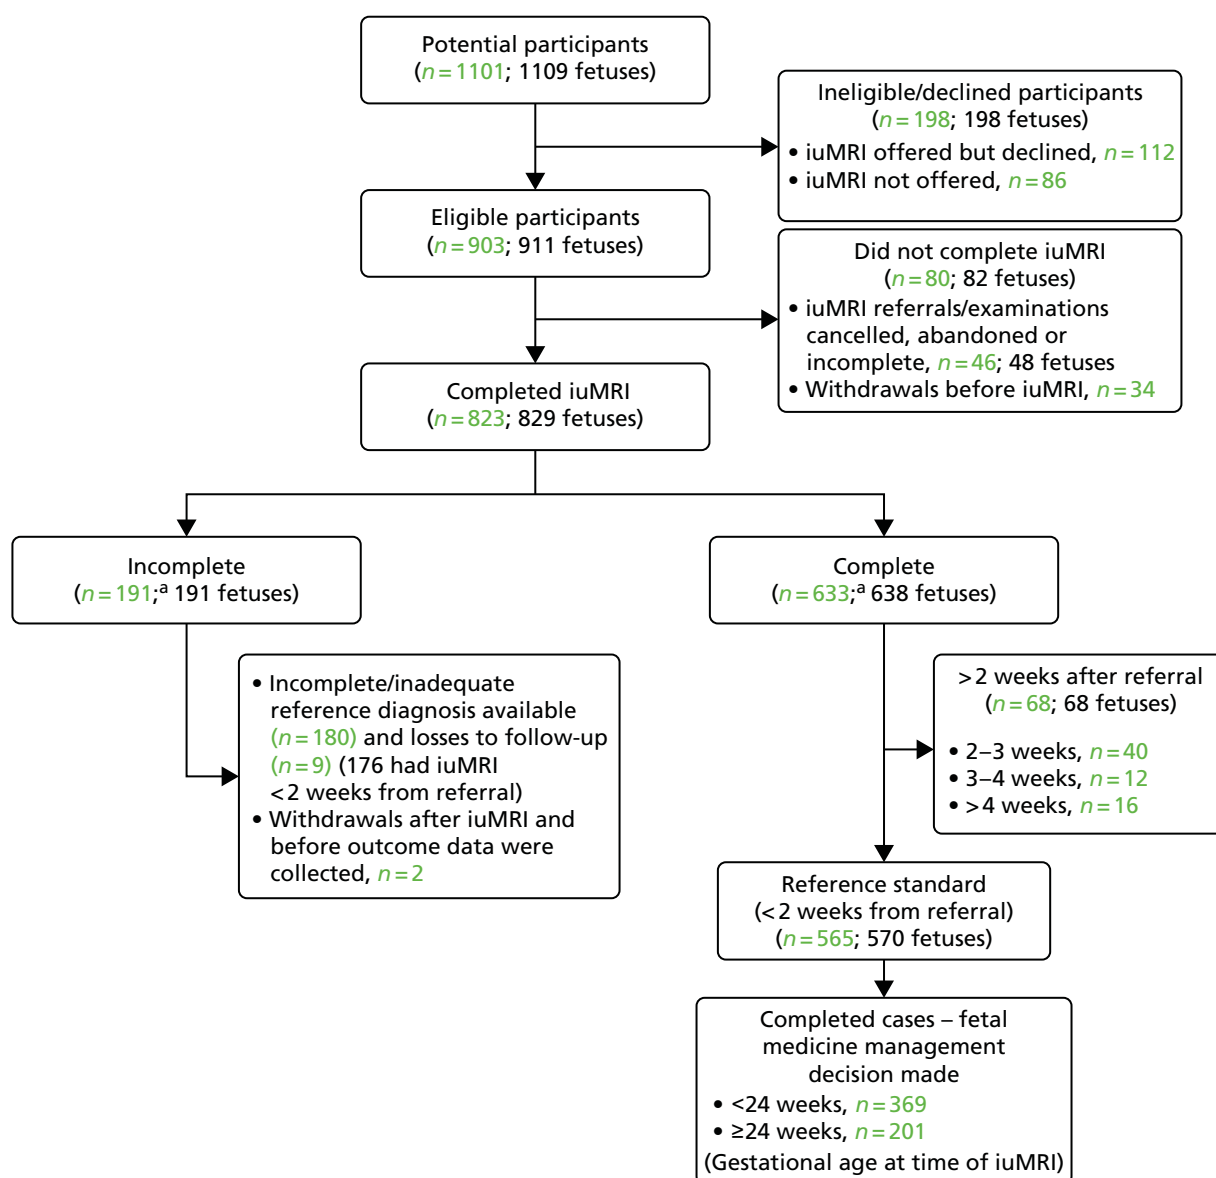 Potential participants
(n=1101; 1109 fetuses)
Ineligible/declined participants
(n=198; 198 fetuses)
• iuMRI offered but declined, n=112
• iuMRI not offered, n=86
Eligible participants
(n=903; 911 fetuses)
Did not complete iuMRI
(n=80; 82 fetuses)
• iuMRI referrals/examinations
cancelled, abandoned or
incomplete, n=46; 48 fetuses
• Withdrawals before iuMRI, n=34
Completed iuMRI
(n=823; 829 fetuses)
Incomplete
(n=191;ª 191 fetuses)
Complete
(n=633;ª 638 fetuses)
• Incomplete/inadequate
reference diagnosis available
(n=180) and losses to follow-up
(n=9) (176 had iuMRI
<2 weeks from referral)
• Withdrawals after iuMRI and
before outcome data were
collected, n=2
>2 weeks after referral
(n=68; 68 fetuses)
• 2–3 weeks, n=40
• 3–4 weeks, n=12
• >4 weeks, n=16
Reference standard
(<2 weeks from referral)
(n=565; 570 fetuses)
Completed cases – fetal
medicine management
decision made
• <24 weeks, n=369
• ≥24 weeks, n=201
(Gestational age at time of iuMRI)